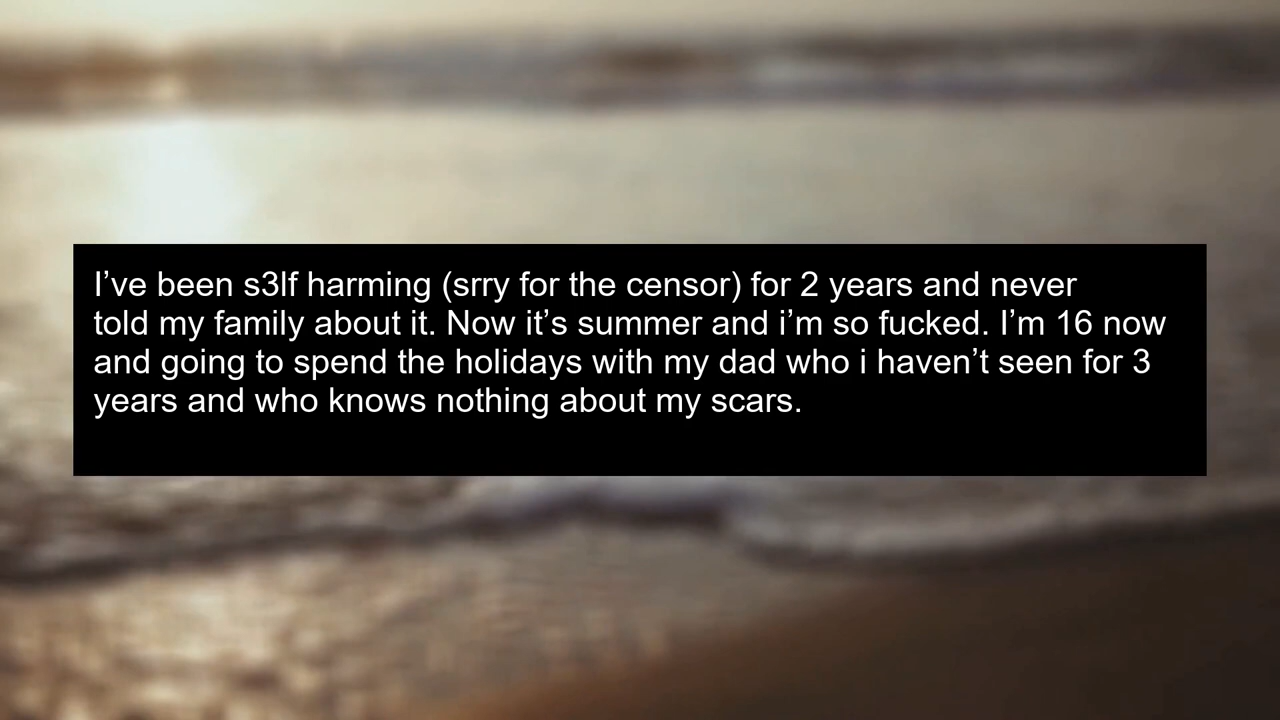 I’ve been s3lf harming (srry for the censor) for 2 years and never
told my family about it. Now it’s summer and i’m so fucked. I’m 16 now
and going to spend the holidays with my dad who i haven’t seen for 3
years and who knows nothing about my scars.